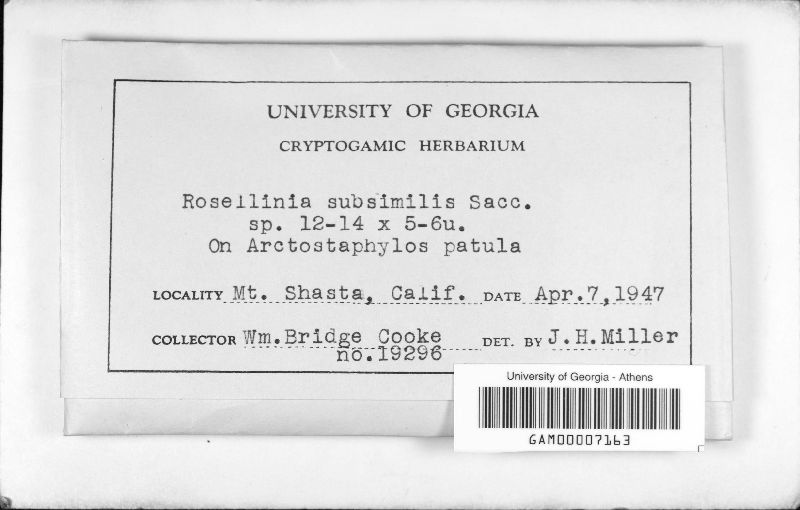 UNIVERSITY OF GEORGIA
CRYPTOGAMIC HERBARIUM
Rosellinia subsimilis Sacc.
sp. 12-14 x 5-6u.
On Arctostaphylos patula
LOCALITY Mt. Shasta, Calif. DATE Apr.7,1947
COLLECTOR Wm.Bridge Cooke DET. BY J.H.Miller
no.19296
University of Georgia - Athens
GAM00007163